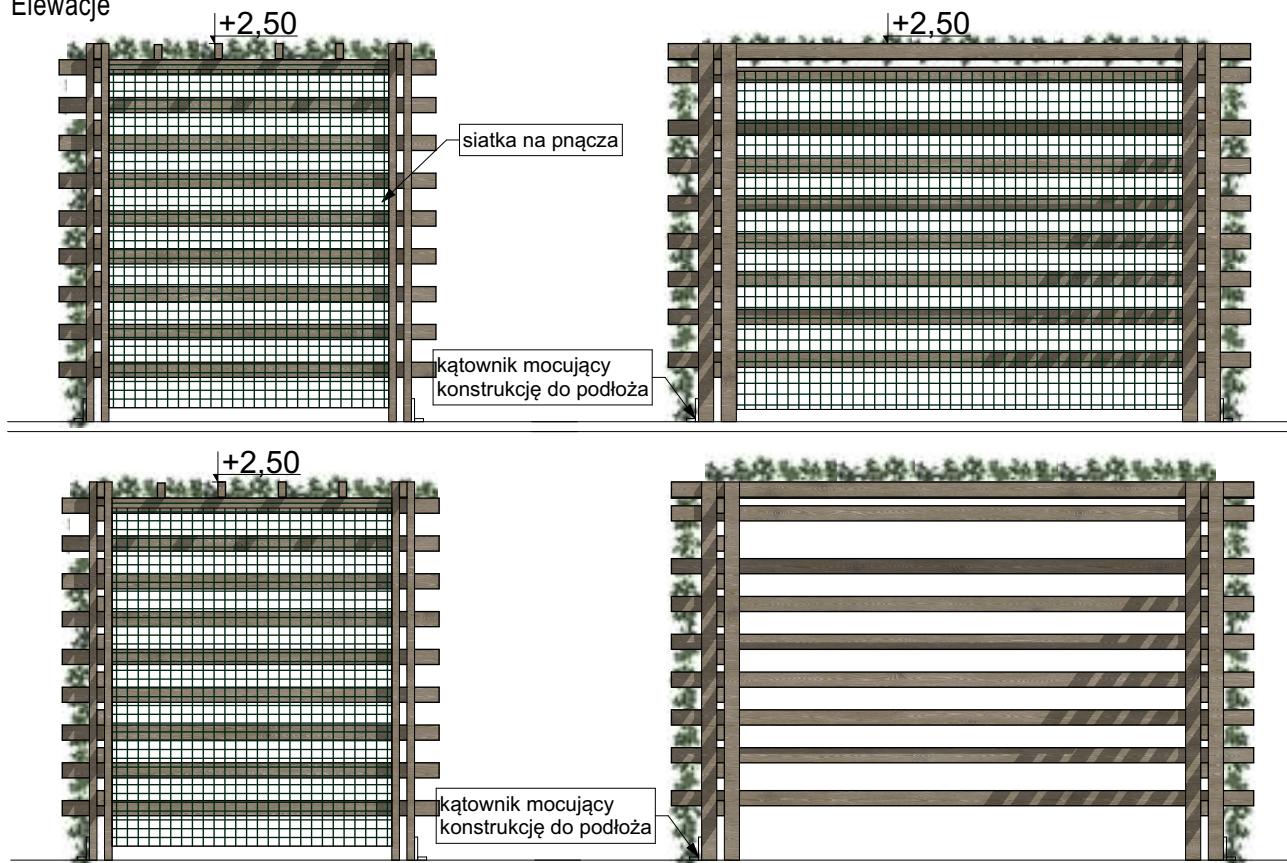 Elewacje
+2,50
+2,50
siatka na pnącza
kątownik mocujący
konstrukcję do podłoża
+2,50
kątownik mocujący
konstrukcję do podłoża